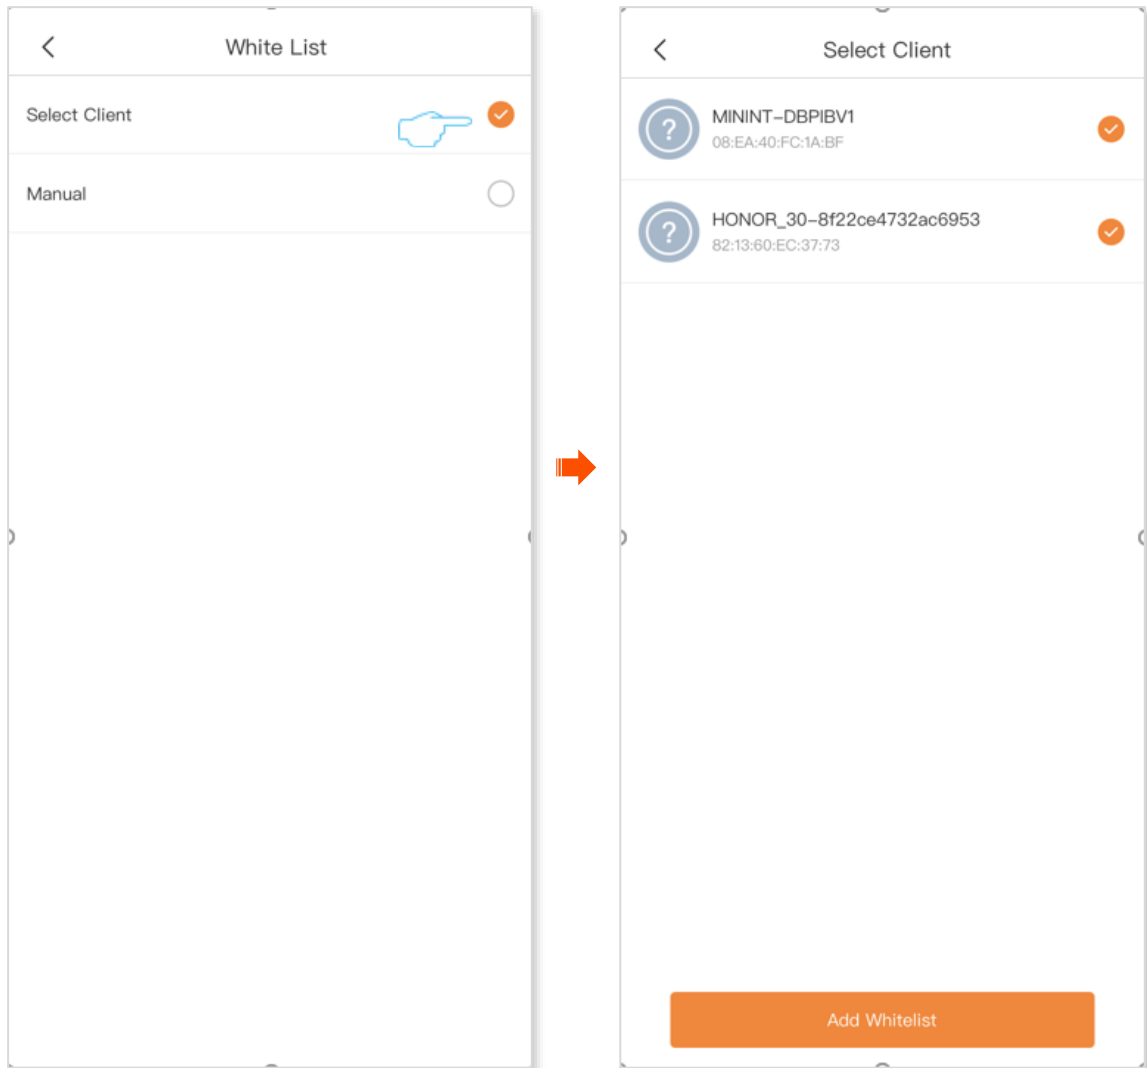 White List
Select Client
Manual
Select Client
MININT-DBPIBV1
08:EA:40:FC:1A:BF
HONOR_30-8f22ce4732ac6953
82:13:60:EC:37:73
Add Whitelist